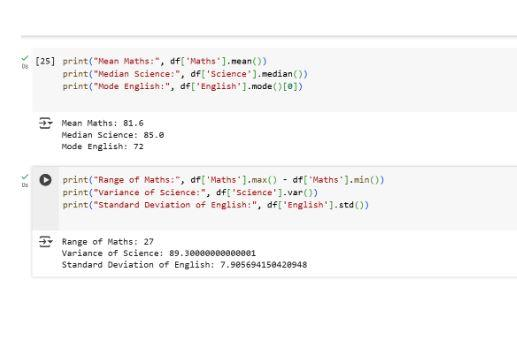 [25] print("Mean Maths:", df['Maths'].mean())
print("Median Science:", df['Science'].median())
print("Mode English:", df['English'].mode()[0])
0s
Mean Maths: 81.6
Median Science: 85.0
Mode English: 72
print("Range of Maths:", df['Maths'].max() - df['Maths'].min())
0s
print("Variance of Science:", df['Science'].var())
print("Standard Deviation of English:", df['English'].std())
Range of Maths: 27
Variance of Science: 89.30000000000001
Standard Deviation of English: 7.905694150420948